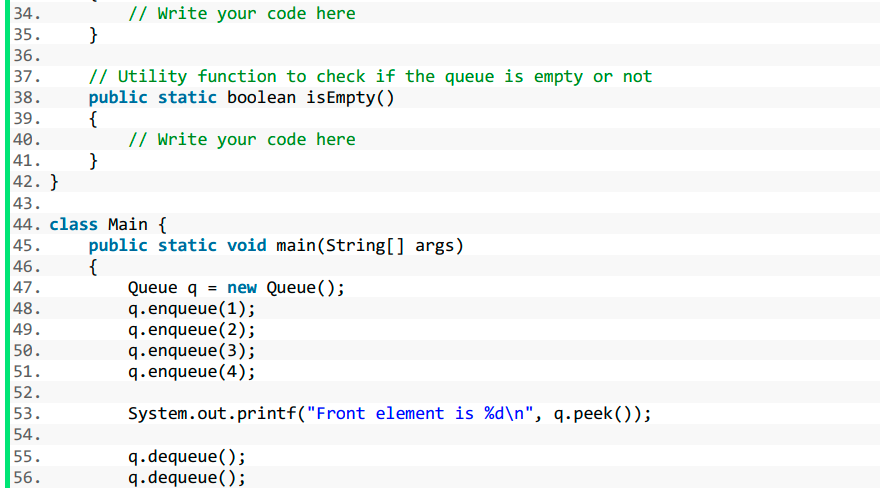 34.         // Write your code here
35.     }
36.
37.     // Utility function to check if the queue is empty or not
38.     public static boolean isEmpty()
39.     {
40.         // Write your code here
41.     }
42. }
43.
44. class Main {
45.     public static void main(String[] args)
46.     {
47.         Queue q = new Queue();
48.         q.enqueue(1);
49.         q.enqueue(2);
50.         q.enqueue(3);
51.         q.enqueue(4);
52.
53.         System.out.printf("Front element is %d\n", q.peek());
54.
55.         q.dequeue();
56.         q.dequeue();